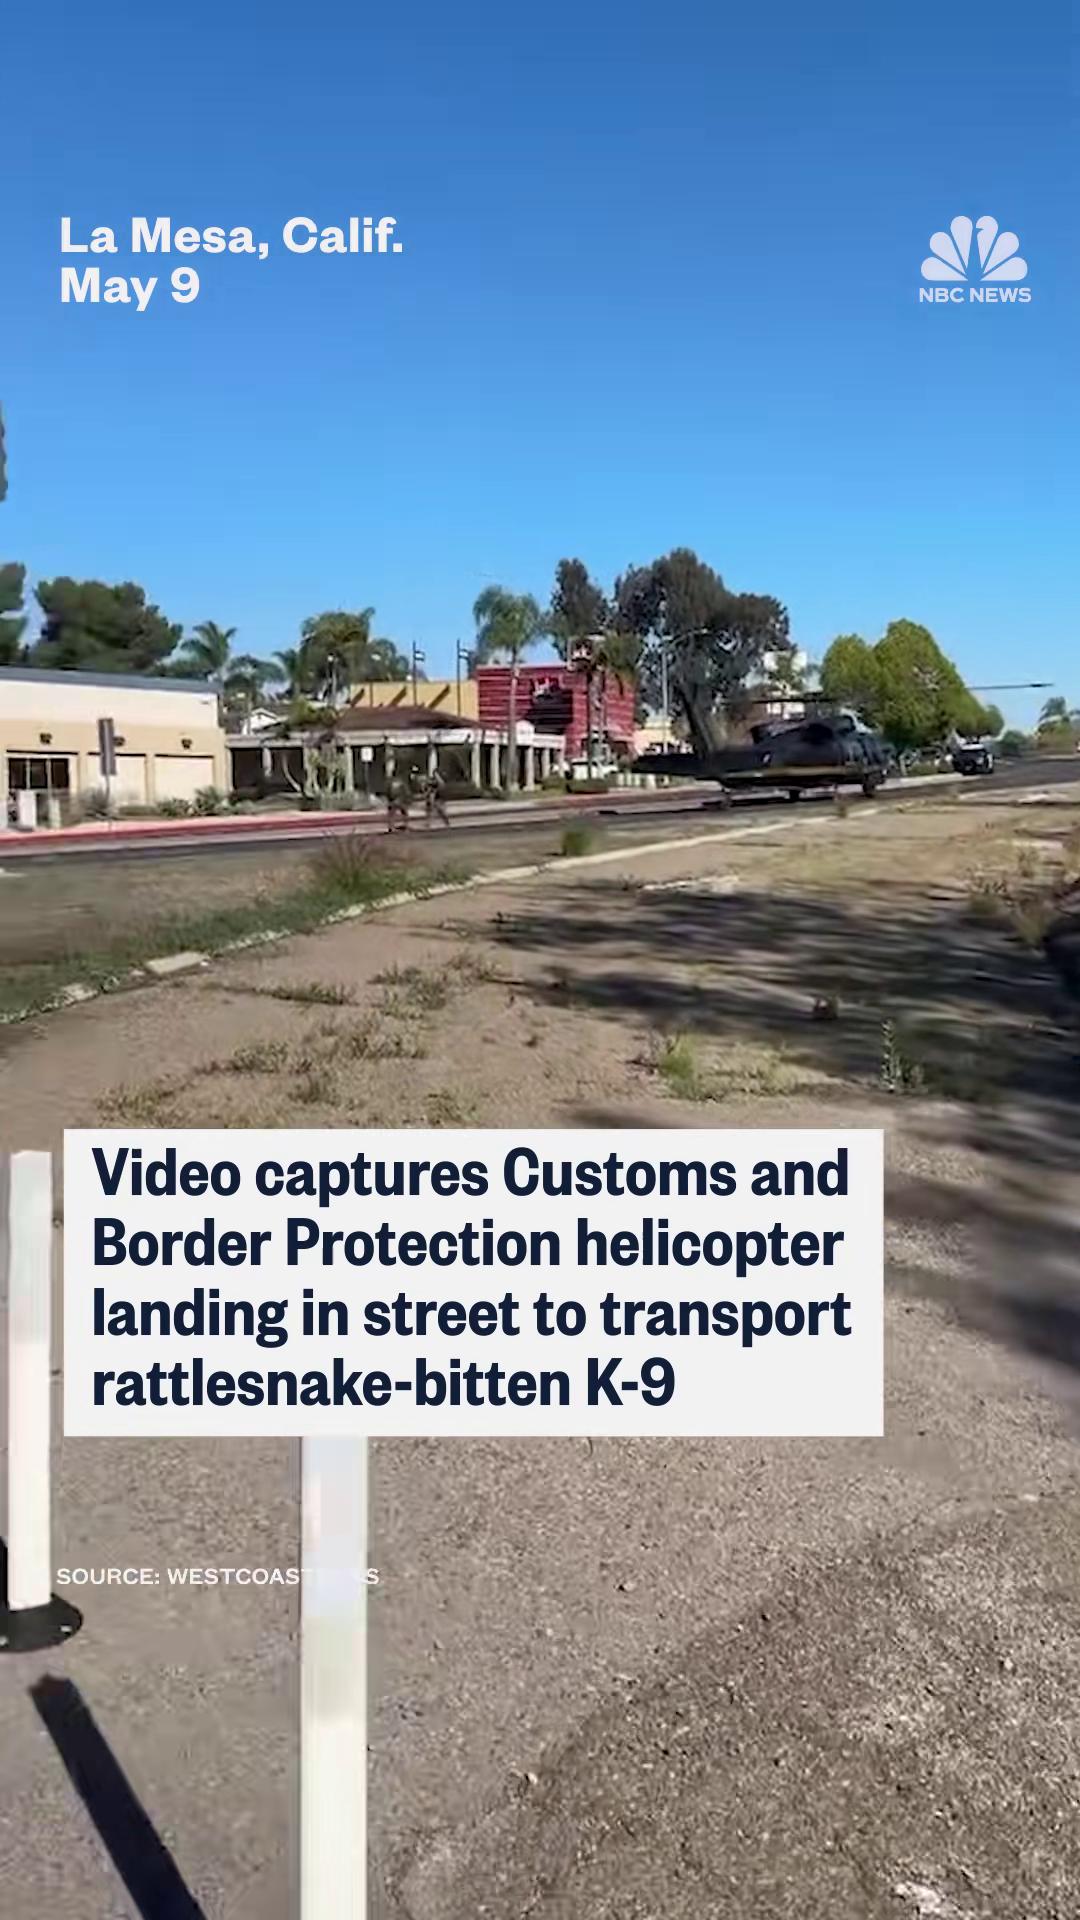 La Mesa, Calif.
May 9
NBC NEWS
Video captures Customs and
Border Protection helicopter
landing in street to transport
rattlesnake-bitten K-9
SOURCE: